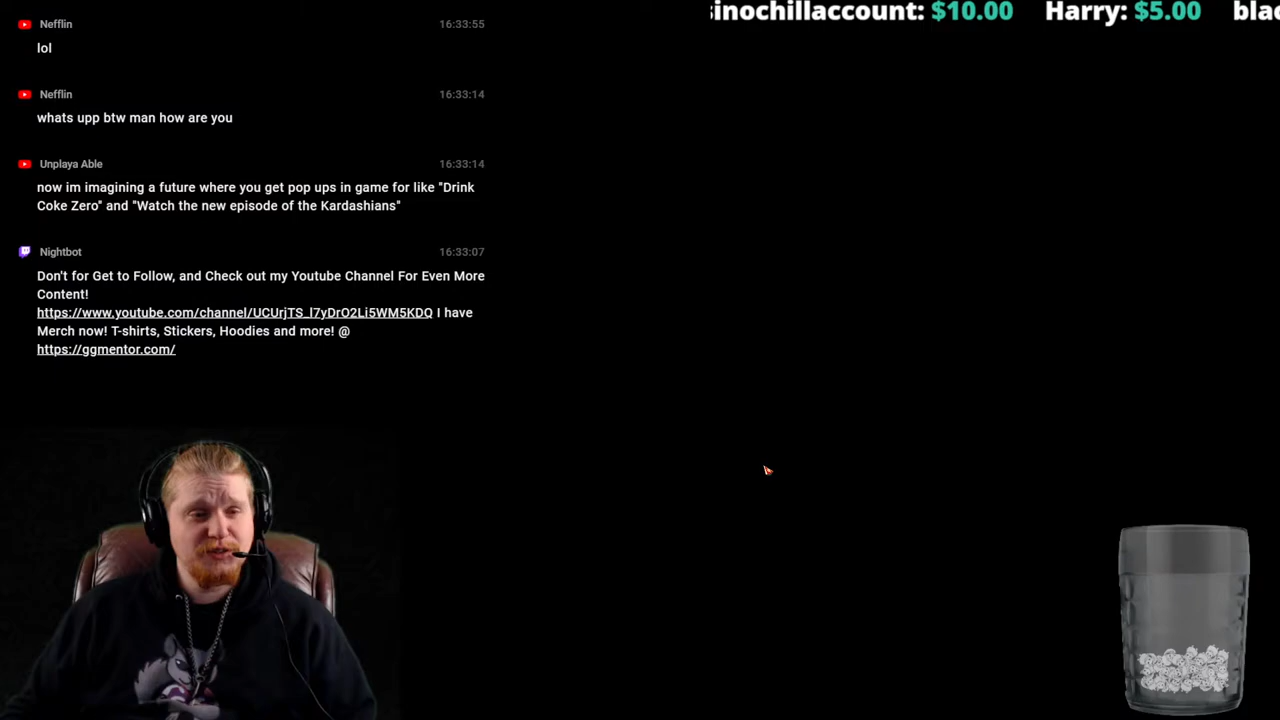 inochillaccount: $10.00 Harry: $5.00
Nefflin 16:33:55
lol
Nefflin 16:33:14
whats upp btw man how are you
Unplaya Able 16:33:14
now im imagining a future where you get pop ups in game for like "Drink
Coke Zero" and "Watch the new episode of the Kardashians"
Nightbot 16:33:07
Don't for Get to Follow, and Check out my Youtube Channel For Even More
Content!
https://www.youtube.com/channel/UCUrjTS_l7yDrO2Li5WM5KDQ I have
Merch now! T-shirts, Stickers, Hoodies and more! @
https://ggmentor.com/